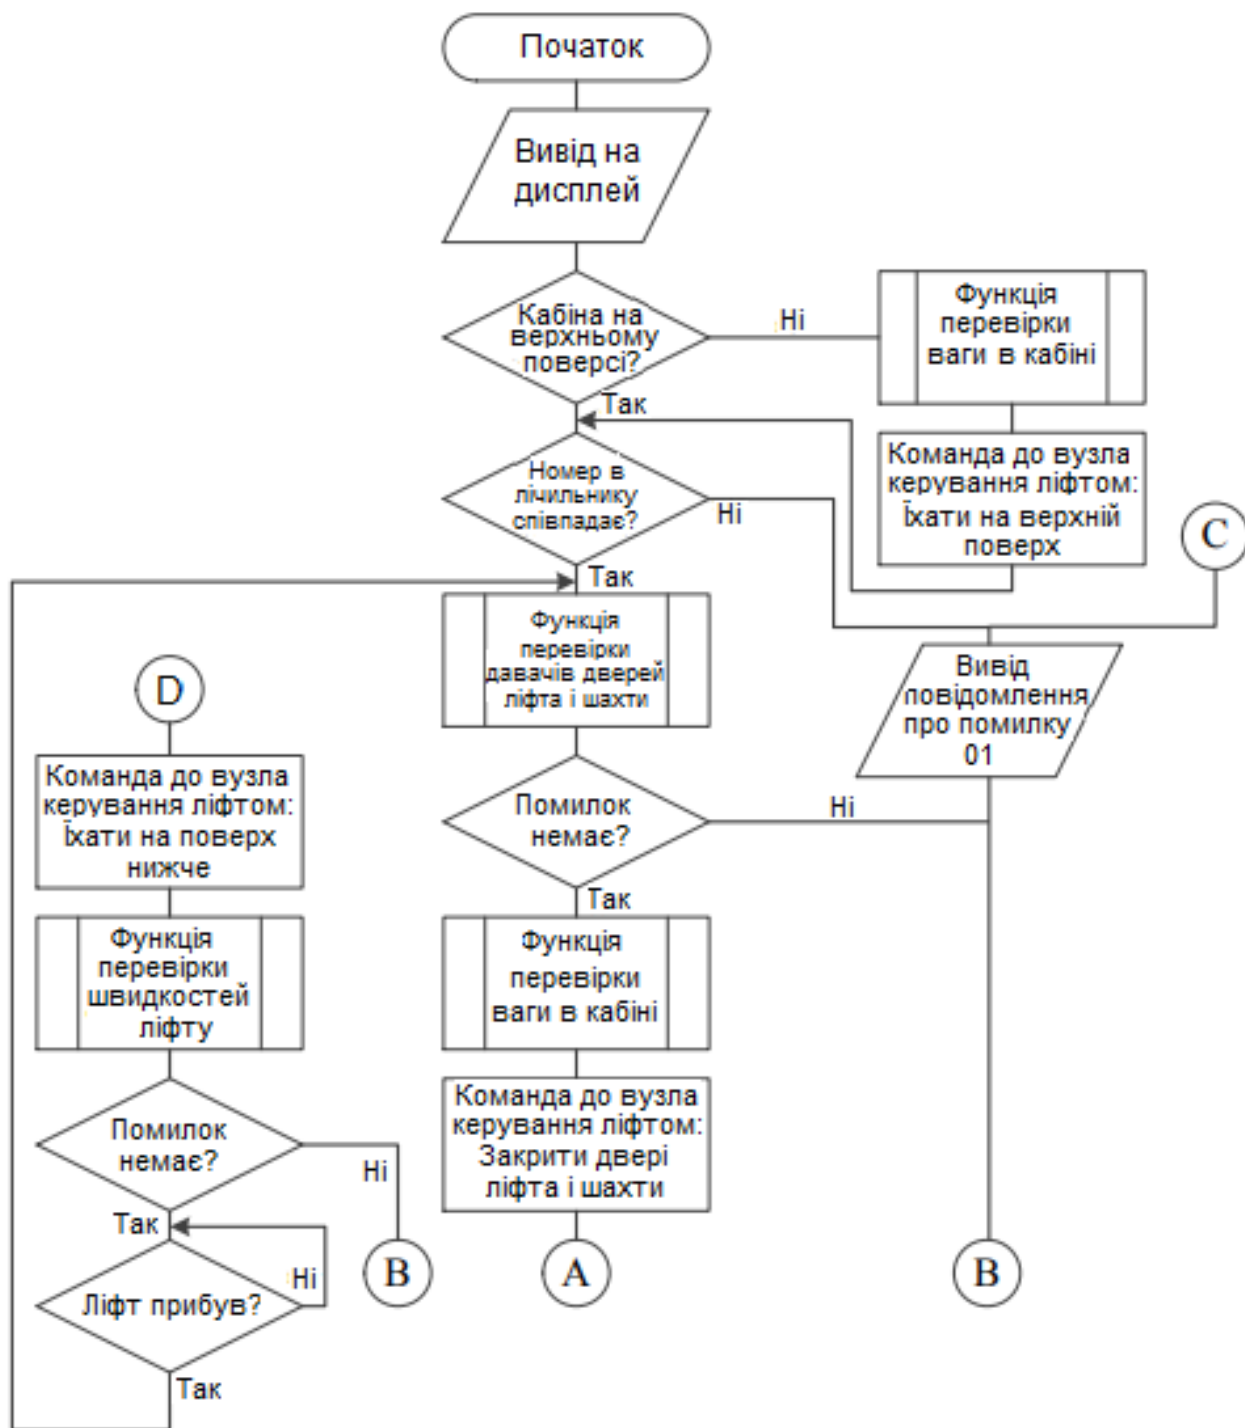 Початок
Вивід на
дисплей
Кабіна на
верхньому
поверсі?
Ні
Функція
перевірки
ваги в кабіні
Так
Команда до вузла
керування ліфтом:
Їхати на верхній
поверх
Номер в
лічильнику
співпадає?
Ні
C
Так
Функція
перевірки
давачів дверей
ліфта і шахти
Вивід
повідомлення
про помилку
01
D
Команда до вузла
керування ліфтом:
Їхати на поверх
нижче
Помилок
немає?
Ні
Так
Функція
перевірки
швидкостей
ліфту
Функція
перевірки
ваги в кабіні
Помилок
немає?
Ні
Команда до вузла
керування ліфтом:
Закрити двері
ліфта і шахти
Так
Ні
Ліфт прибув?
B
A
B
Так